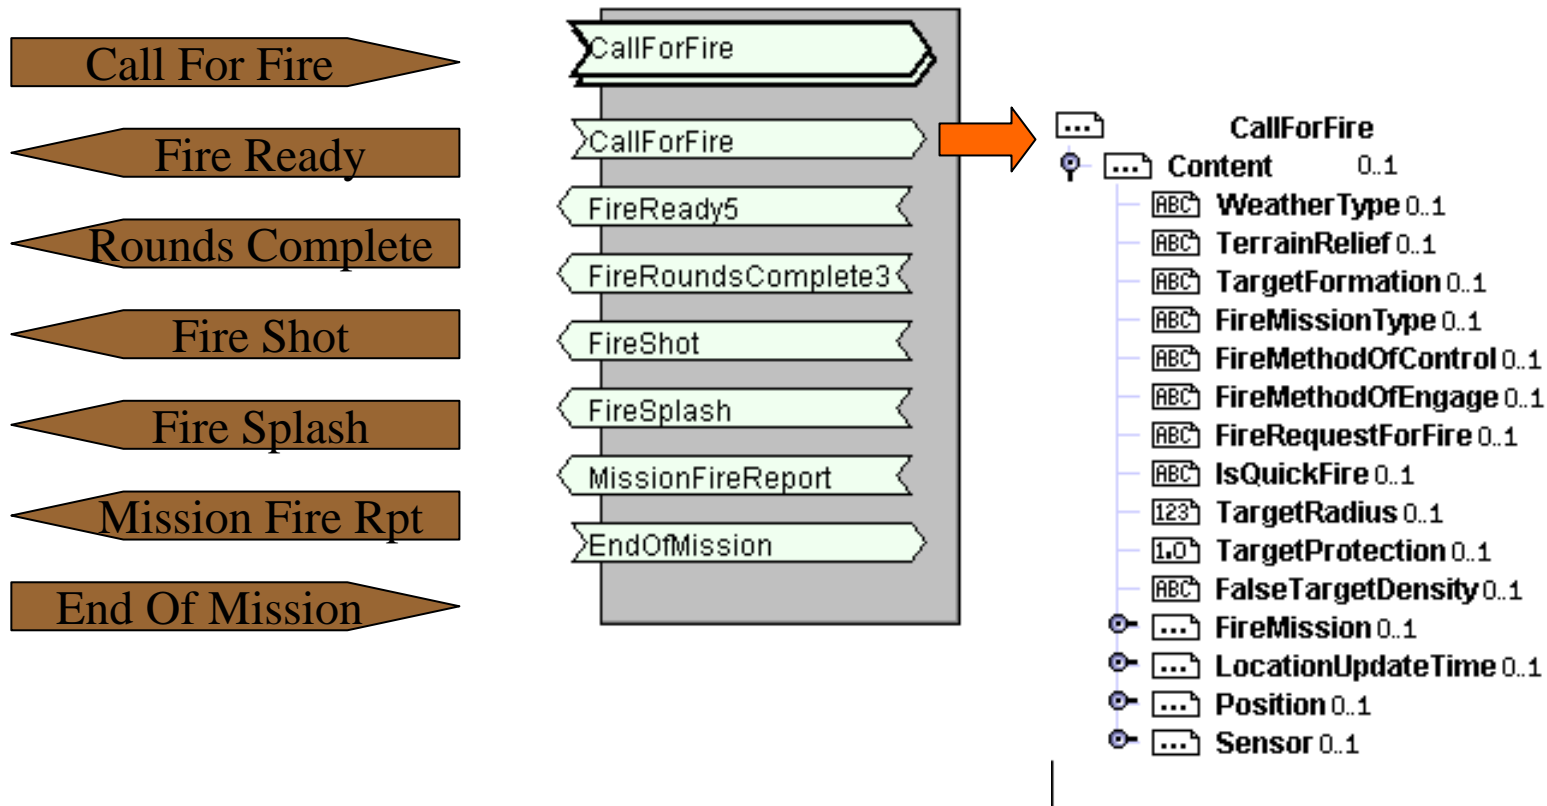 Call For Fire
Fire Ready
Rounds Complete
Fire Shot
Fire Splash
Mission Fire Rpt
End Of Mission
CallForFire
CallForFire
FireReady5
FireRoundsComplete3
FireShot
FireSplash
MissionFireReport
EndOfMission
... CallForFire
... Content 0..1
ABC WeatherType 0..1
ABC TerrainRelief 0..1
ABC TargetFormation 0..1
ABC FireMissionType 0..1
ABC FireMethodOfControl 0..1
ABC FireMethodOfEngage 0..1
ABC FireRequestForFire 0..1
ABC IsQuickFire 0..1
123 TargetRadius 0..1
1.0 TargetProtection 0..1
ABC FalseTargetDensity 0..1
... FireMission 0..1
... LocationUpdateTime 0..1
... Position 0..1
... Sensor 0..1